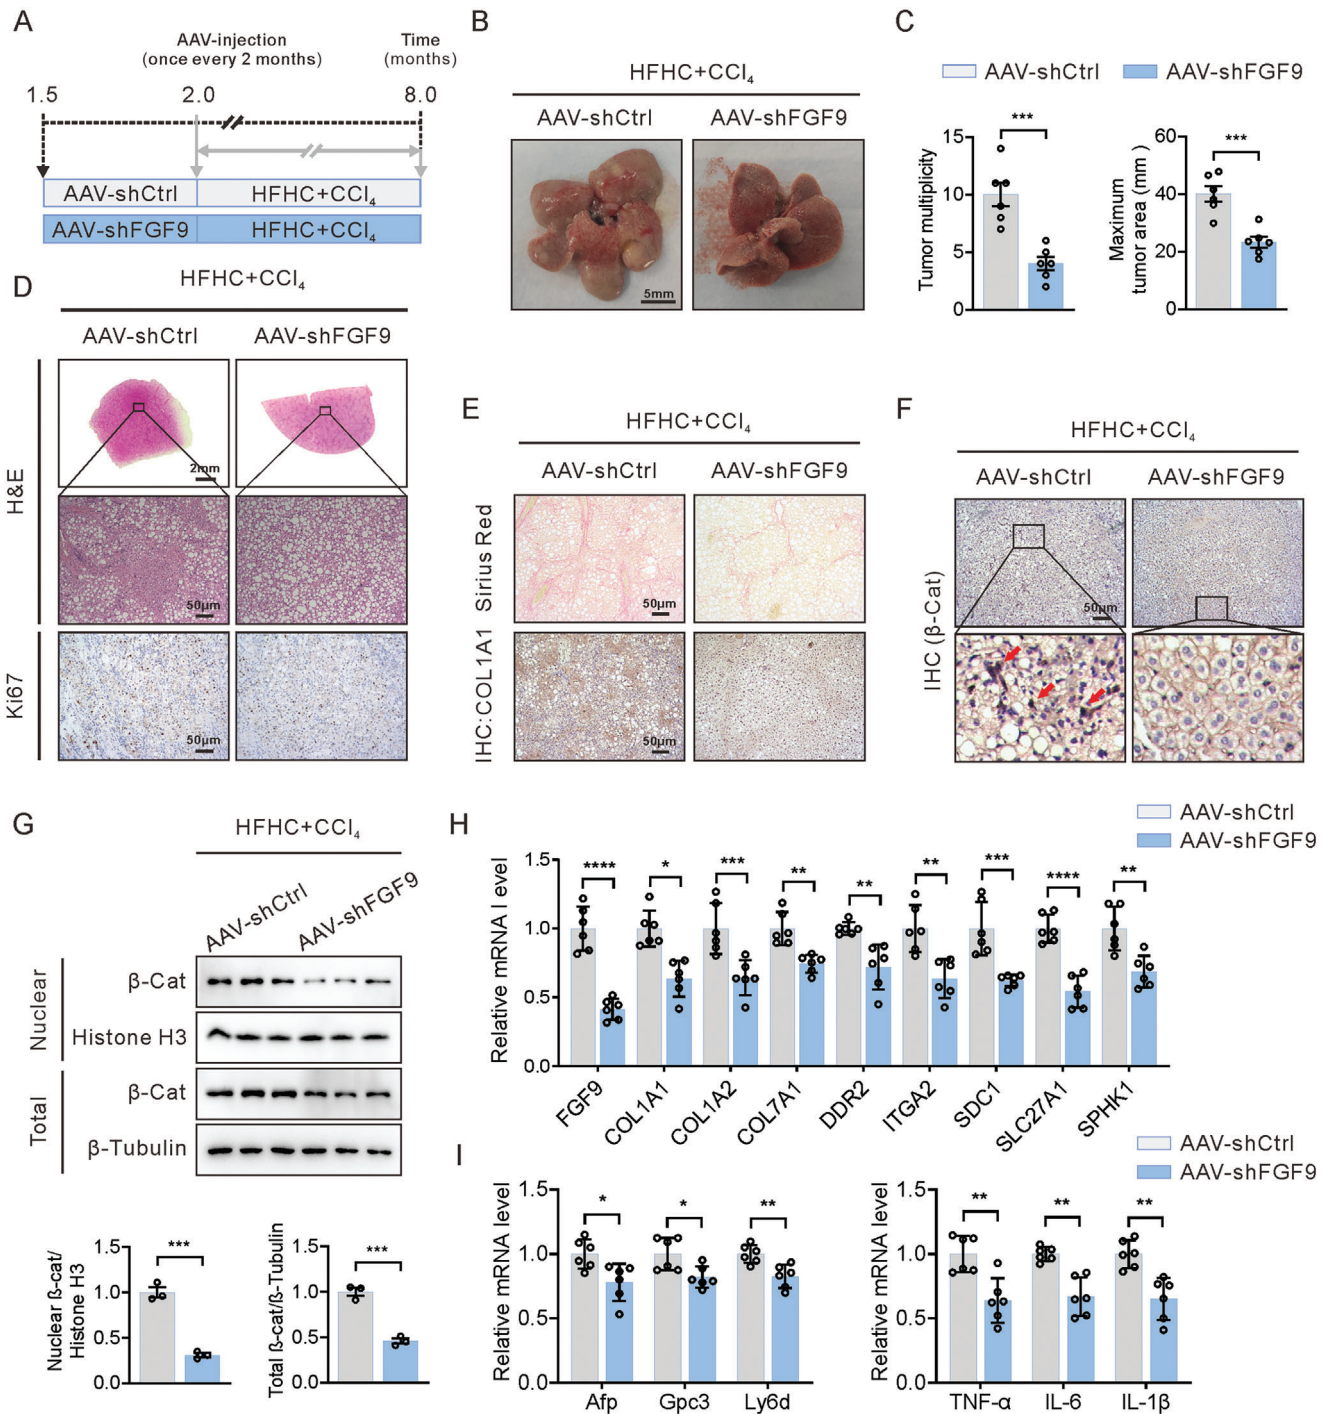 A
AAV-injection
(once every 2 months)
Time
(months)
1.5
2.0
8.0
AAV-shCtrl
HFHC+CCl₄
AAV-shFGF9
HFHC+CCl₄
B
HFHC+CCl₄
AAV-shCtrl
AAV-shFGF9
5mm
C
AAV-shCtrl
AAV-shFGF9
Tumor multiplicity
15
10
5
0
***
Maximum
tumor area (mm )
60
40
20
0
***
D
HFHC+CCl₄
AAV-shCtrl
AAV-shFGF9
H&E
2mm
50μm
Ki67
50μm
E
HFHC+CCl₄
AAV-shCtrl
AAV-shFGF9
Sirius Red
50μm
IHC:COL1A1
50μm
F
HFHC+CCl₄
AAV-shCtrl
AAV-shFGF9
IHC (β-Cat)
50μm
G
HFHC+CCl₄
AAV-shCtrl
AAV-shFGF9
Nuclear
β-Cat
Histone H3
Total
β-Cat
β-Tubulin
Nuclear ß-cat/
Histone H3
1.5
1.0
0.5
0.0
***
Total ß-cat/ß-Tubulin
1.5
1.0
0.5
0.0
***
H
AAV-shCtrl
AAV-shFGF9
Relative mRNA l evel
1.5
1.0
0.5
0.0
****
*
***
**
**
**
***
****
**
FGF9
COL1A1
COL1A2
COL7A1
DDR2
ITGA2
SDC1
SLC27A1
SPHK1
I
AAV-shCtrl
AAV-shFGF9
Relative mRNA level
1.5
1.0
0.5
0.0
*
*
**
Afp
Gpc3
Ly6d
Relative mRNA level
1.5
1.0
0.5
0.0
**
**
**
TNF-α
IL-6
IL-1β